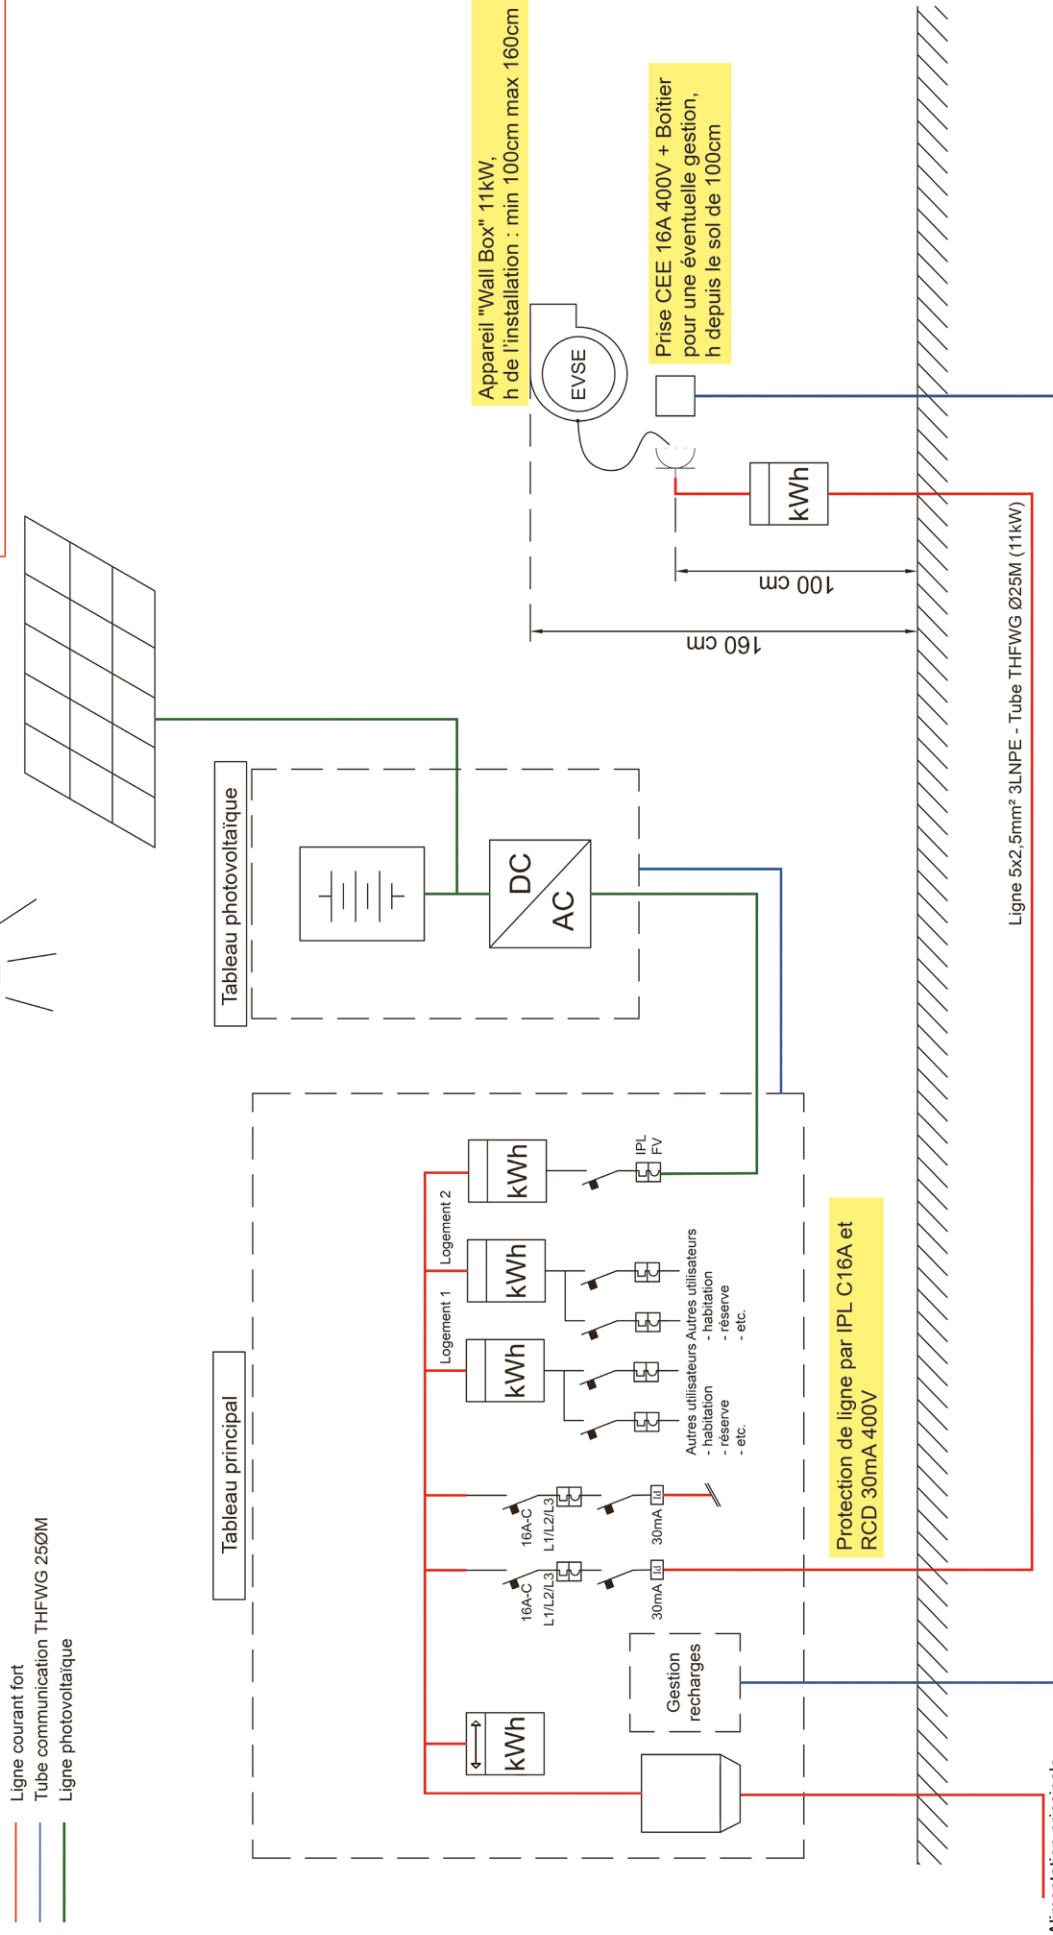 Ligne courant fort
Tube communication THFWG 25ØM
Ligne photovoltaïque
Tableau principal
Tableau photovoltaïque
Appareil "Wall Box" 11kW,
h de l'installation : min 100cm max 160cm
Prise CEE 16A 400V + Boîtier
pour une éventuelle gestion,
h depuis le sol de 100cm
EVSE
kWh
100 cm
160 cm
DC
AC
Logement 1
Logement 2
kWh
kWh
kWh
kWh
IPL
FV
16A-C
L1/L2/L3
30mA
Id
16A-C
L1/L2/L3
30mA
Id
Autres utilisateurs
- habitation
- réserve
- etc.
Autres utilisateurs
- habitation
- réserve
- etc.
Gestion
recharges
Protection de ligne par IPL C16A et
RCD 30mA 400V
Ligne 5x2,5mm² 3LNPE - Tube THFWG Ø25M (11kW)
Alimentation principale